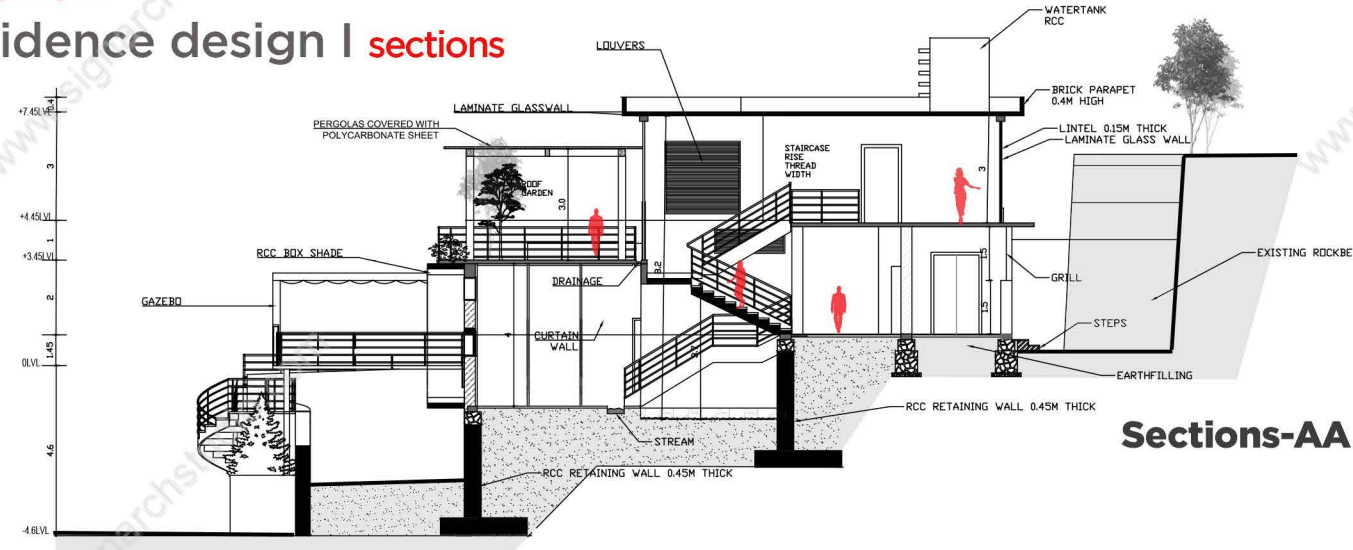 idence design I sections
WATERTANK
RCC
LOUVERS
BRICK PARAPET
0.4M HIGH
LAMINATE GLASSWALL
+7.45LVL
0.4
PERGOLAS COVERED WITH
POLYCARBONATE SHEET
LINTEL 0.15M THICK
LAMINATE GLASS WALL
STAIRCASE
RISE
THREAD
WIDTH
3
3
ROOF
GARDEN
3.0
+4.45LVL
1
RCC BOX SHADE
+3.45LVL
EXISTING ROCKBE
DRAINAGE
3.2
1.5
GRILL
GAZEBO
2
1.5
STEPS
CURTAIN
WALL
1.45
0LVL
EARTHFILLING
RCC RETAINING WALL 0.45M THICK
Sections-AA
STREAM
4.6
RCC RETAINING WALL 0.45M THICK
-4.6LVL